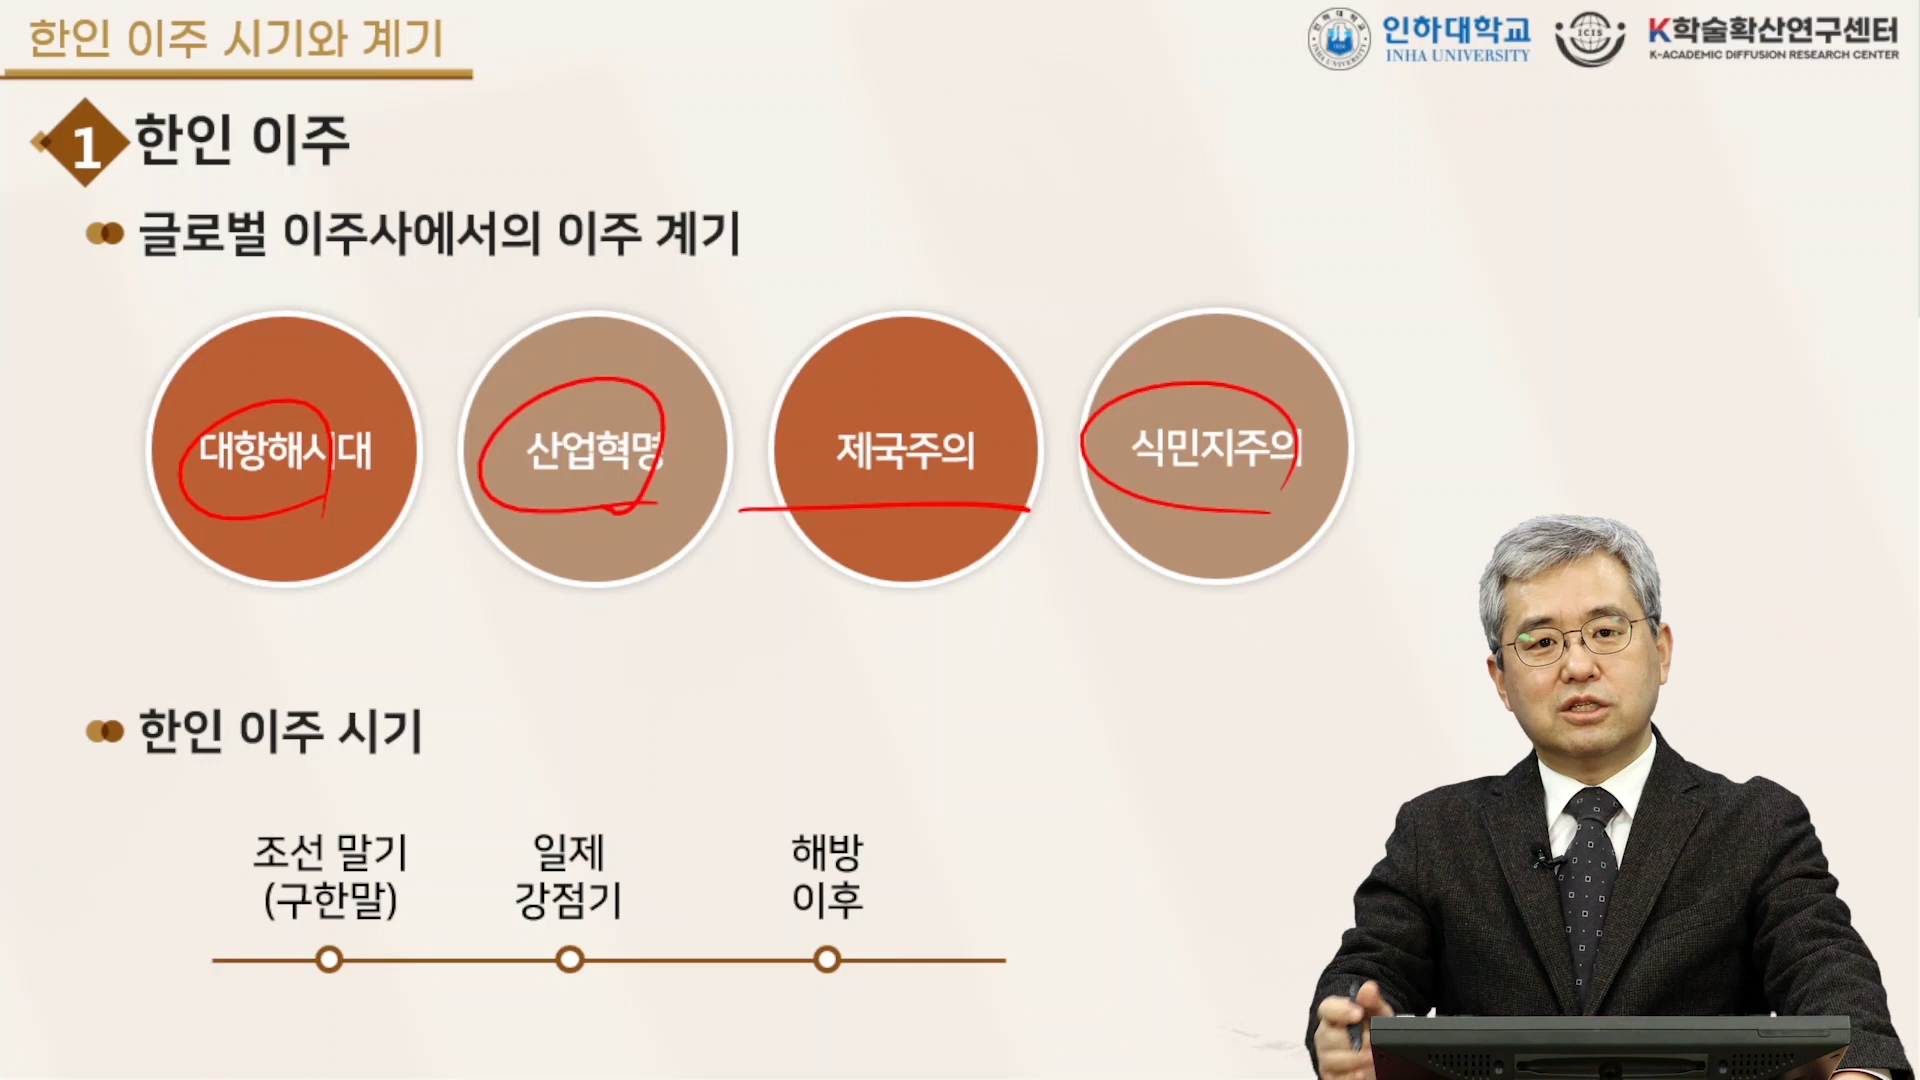 한인 이주 시기와 계기
인하대학교
INHA UNIVERSITY
ICIS
K학술확산연구센터
K-ACADEMIC DIFFUSION RESEARCH CENTER
1 한인 이주
글로벌 이주사에서의 이주 계기
대항해시대
산업혁명
제국주의
식민지주의
한인 이주 시기
조선 말기
(구한말)
일제
강점기
해방
이후